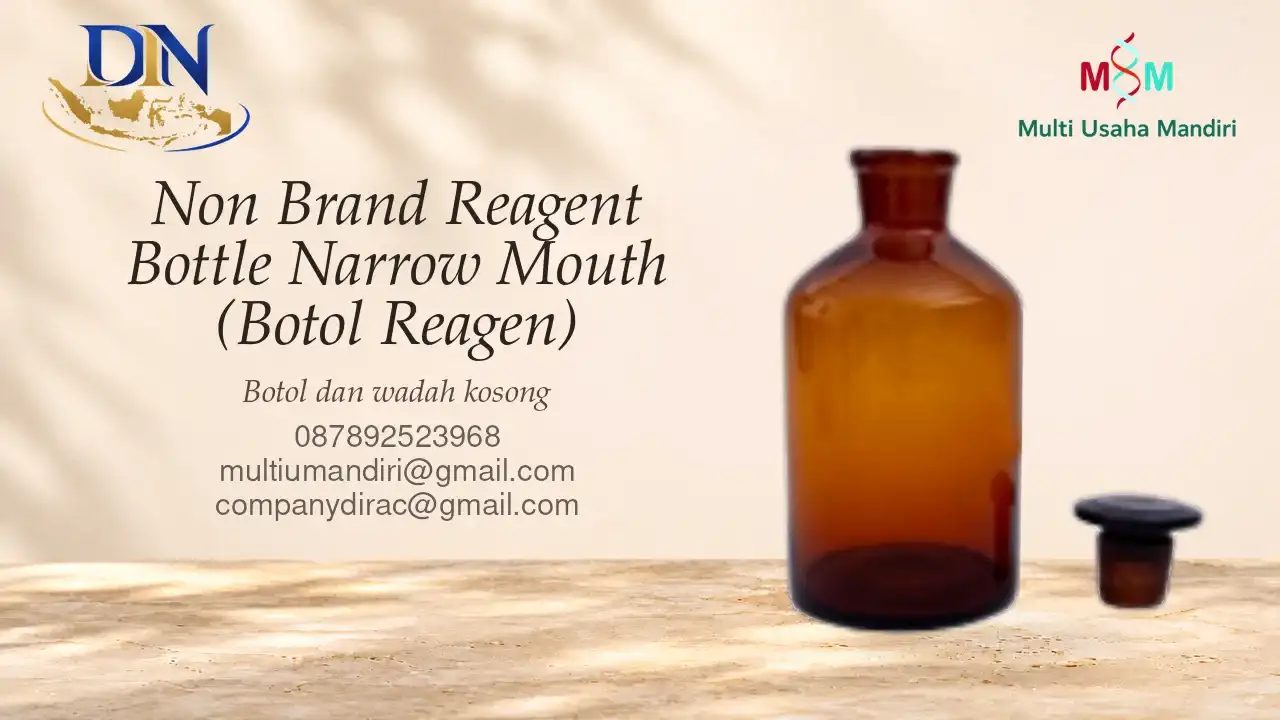 DIN
M M
Multi Usaha Mandiri
Non Brand Reagent
Bottle Narrow Mouth
(Botol Reagen)
Botol dan wadah kosong
087892523968
multiumandiri@gmail.com
companydirac@gmail.com